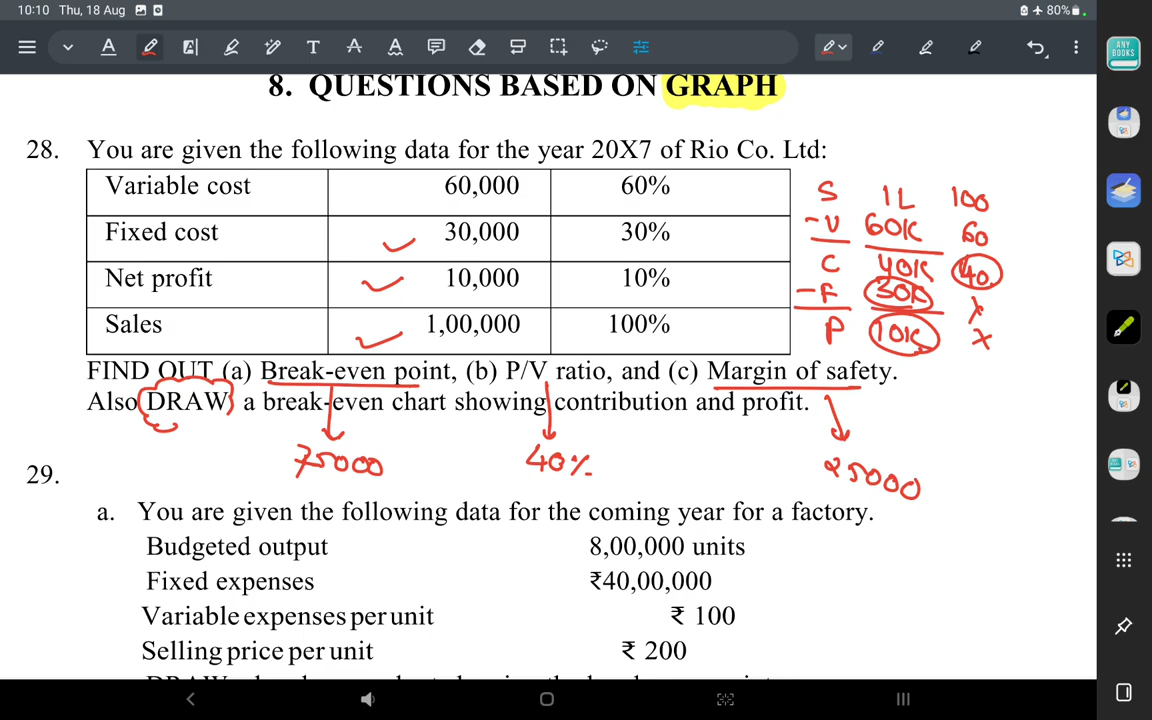 10:10 Thu, 18 Aug
80%
8. QUESTIONS BASED ON GRAPH
28. You are given the following data for the year 20X7 of Rio Co. Ltd:
Variable cost 60,000 60%
Fixed cost 30,000 30%
Net profit 10,000 10%
Sales 1,00,000 100%
S 1L 100
- V 60K 60
C 40K 40
- F 30K x
P 10K x
FIND OUT (a) Break-even point, (b) P/V ratio, and (c) Margin of safety.
Also DRAW a break-even chart showing contribution and profit.
75000 40% 25000
29.
a. You are given the following data for the coming year for a factory.
Budgeted output 8,00,000 units
Fixed expenses ₹40,00,000
Variable expenses per unit ₹ 100
Selling price per unit ₹ 200
ANY BOOKS